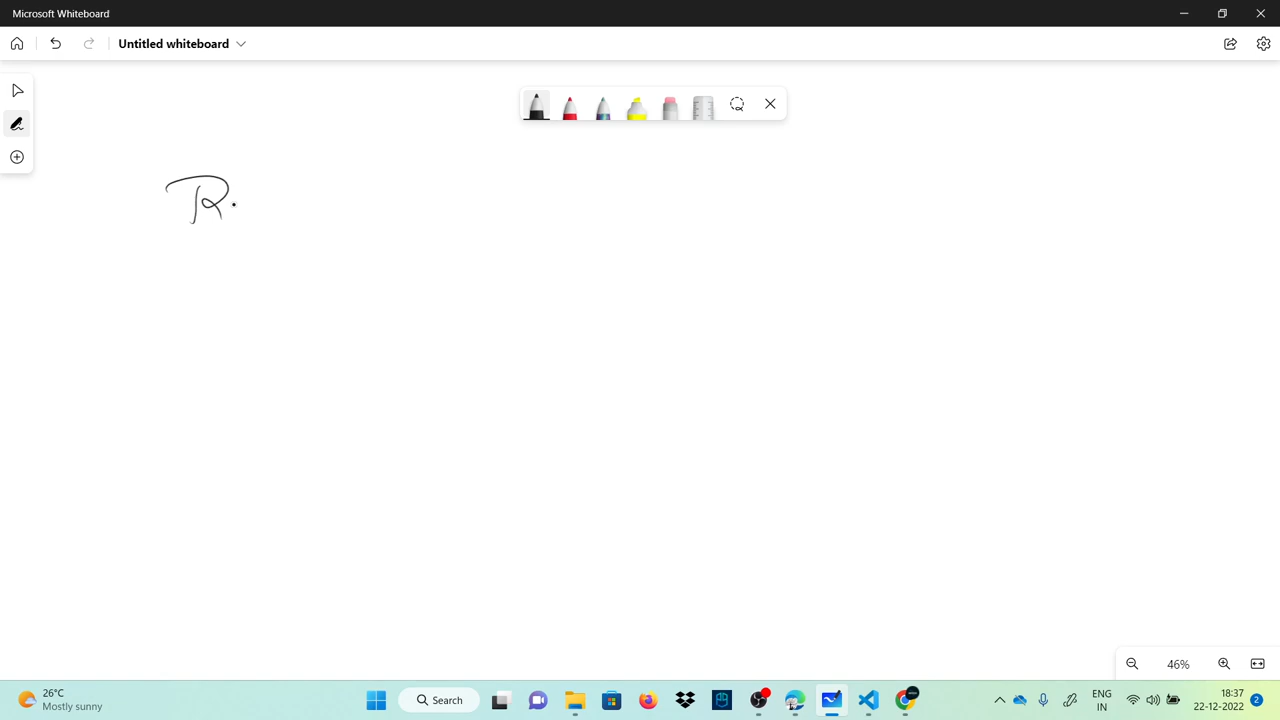 Microsoft Whiteboard
Untitled whiteboard
R
46%
26°C
Mostly sunny
Search
ENG
IN
18:37
22-12-2022
2